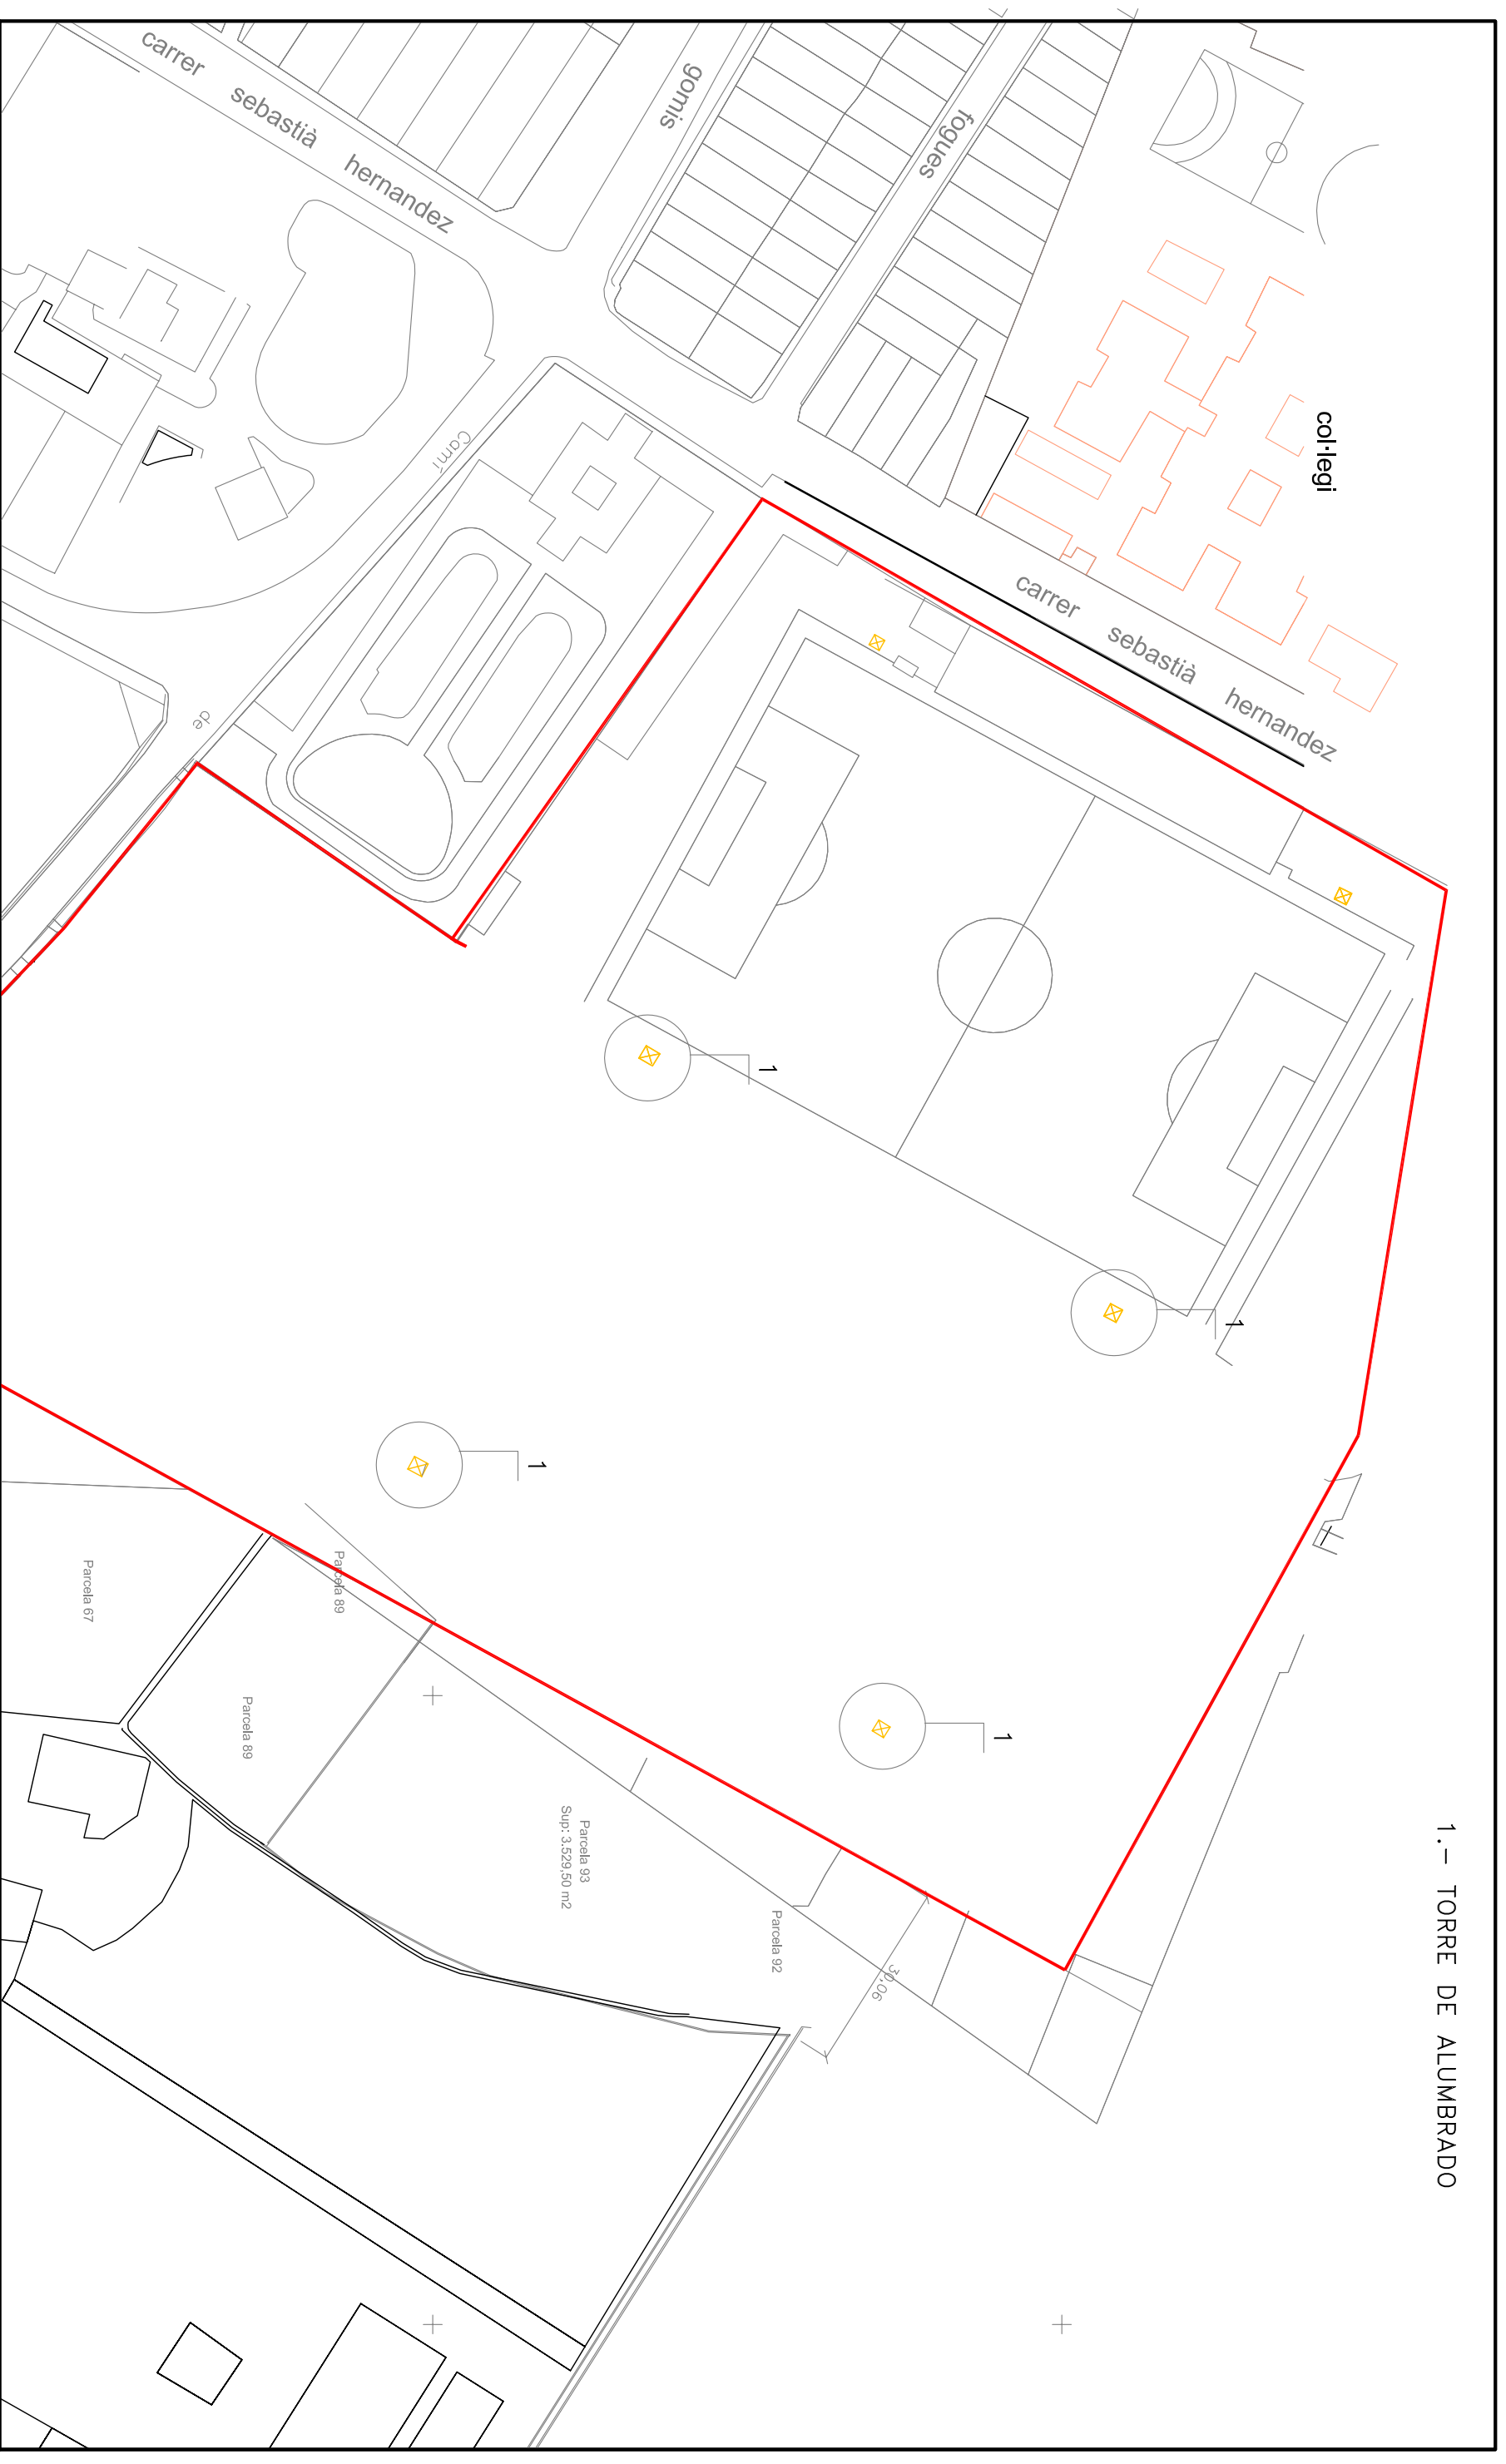 carrer sebastià hernandez
gomis
fogues
col·legi
carrer sebastià hernandez
Camí
de
1
1
1
1
Parcela 67
Parcela 89
Parcela 89
Parcela 93
Sup: 3.529,50 m2
Parcela 92
30,06
1.– TORRE DE ALUMBRADO